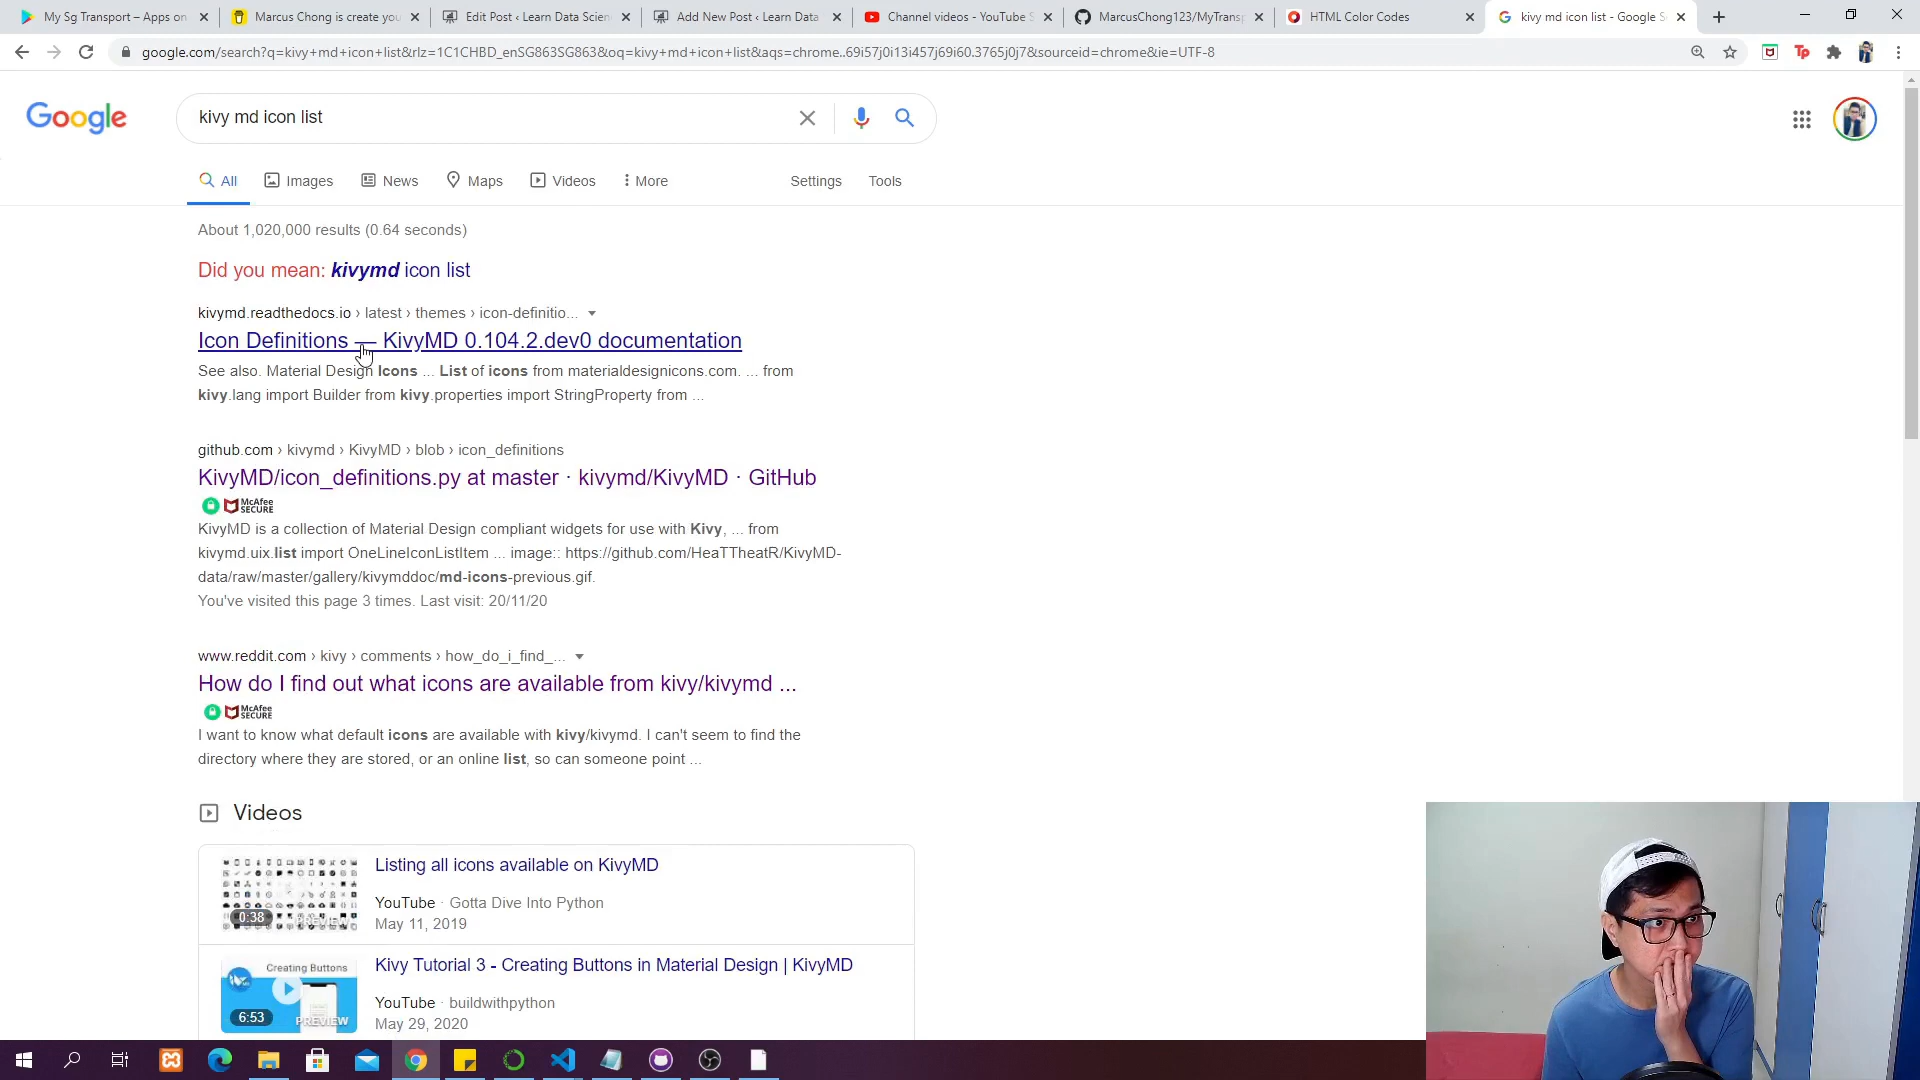 My Sg Transport – Apps on
Marcus Chong is create you
Edit Post ‹ Learn Data Scien
Add New Post ‹ Learn Data
Channel videos - YouTube S
MarcusChong123/MyTransp
HTML Color Codes
kivy md icon list - Google S
google.com/search?q=kivy+md+icon+list&rlz=1C1CHBD_enSG863SG863&oq=kivy+md+icon+list&aqs=chrome..69i57j0i13i457j69i60.3765j0j7&sourceid=chrome&ie=UTF-8
Tp
Google
kivy md icon list
All
Images
News
Maps
Videos
More
Settings
Tools
About 1,020,000 results (0.64 seconds)
Did you mean: kivymd icon list
kivymd.readthedocs.io › latest › themes › icon-definitio...
Icon Definitions — KivyMD 0.104.2.dev0 documentation
See also. Material Design Icons ... List of icons from materialdesignicons.com. ... from
kivy.lang import Builder from kivy.properties import StringProperty from ...
github.com › kivymd › KivyMD › blob › icon_definitions
KivyMD/icon_definitions.py at master · kivymd/KivyMD · GitHub
McAfee
SECURE
KivyMD is a collection of Material Design compliant widgets for use with Kivy, ... from
kivymd.uix.list import OneLineIconListItem ... image:: https://github.com/HeaTTheatR/KivyMD-
data/raw/master/gallery/kivymddoc/md-icons-previous.gif.
You've visited this page 3 times. Last visit: 20/11/20
www.reddit.com › kivy › comments › how_do_i_find_...
How do I find out what icons are available from kivy/kivymd ...
McAfee
SECURE
I want to know what default icons are available with kivy/kivymd. I can't seem to find the
directory where they are stored, or an online list, so can someone point ...
Videos
0:38
PREVIEW
Listing all icons available on KivyMD
YouTube · Gotta Dive Into Python
May 11, 2019
Creating Buttons
6:53
PREVIEW
Kivy Tutorial 3 - Creating Buttons in Material Design | KivyMD
YouTube · buildwithpython
May 29, 2020